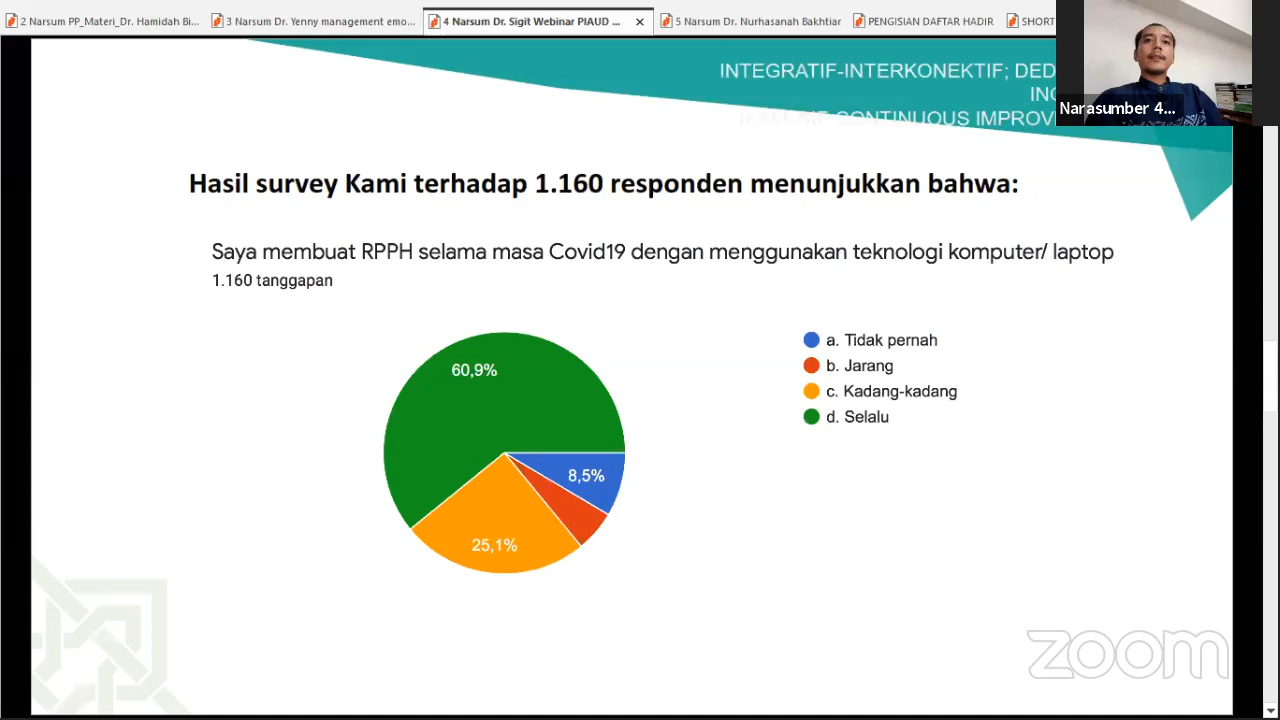 2 Narsum PP_Materi_Dr. Hamidah Bi...
3 Narsum Dr. Yenny management emo...
4 Narsum Dr. Sigit Webinar PIAUD ...
5 Narsum Dr. Nurhasanah Bakhtiar
PENGISIAN DAFTAR HADIR
SHORT
INTEGRATIF-INTERKONEKTIF; DED
INC
CONTINUOUS IMPROV
Narasumber 4...
Hasil survey Kami terhadap 1.160 responden menunjukkan bahwa:
Saya membuat RPPH selama masa Covid19 dengan menggunakan teknologi komputer/ laptop
1.160 tanggapan
60,9%
8,5%
25,1%
a. Tidak pernah
b. Jarang
c. Kadang-kadang
d. Selalu
zoom